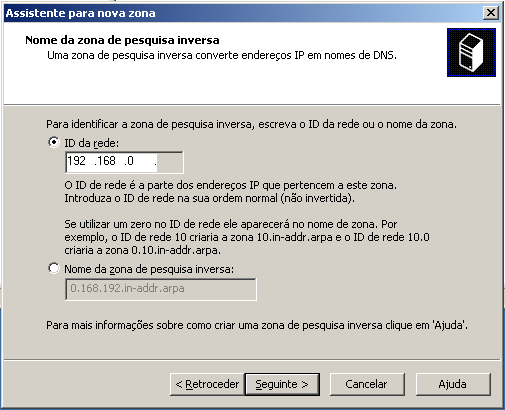 Assistente para nova zona
Nome da zona de pesquisa inversa
Uma zona de pesquisa inversa converte endereços IP em nomes de DNS.
Para identificar a zona de pesquisa inversa, escreva o ID da rede ou o nome da zona.
ID da rede:
192 .168 .0 .
O ID de rede é a parte dos endereços IP que pertencem a este zona.
Introduza o ID de rede na sua ordem normal (não invertida).
Se utilizar um zero no ID de rede ele aparecerá no nome de zona. Por
exemplo, o ID de rede 10 criaria a zona 10.in-addr.arpa e o ID de rede 10.0
criaria a zona 0.10.in-addr.arpa.
Nome da zona de pesquisa inversa:
0.168.192.in-addr.arpa
Para mais informações sobre como criar uma zona de pesquisa inversa clique em 'Ajuda'.
< Retroceder Seguinte > Cancelar Ajuda